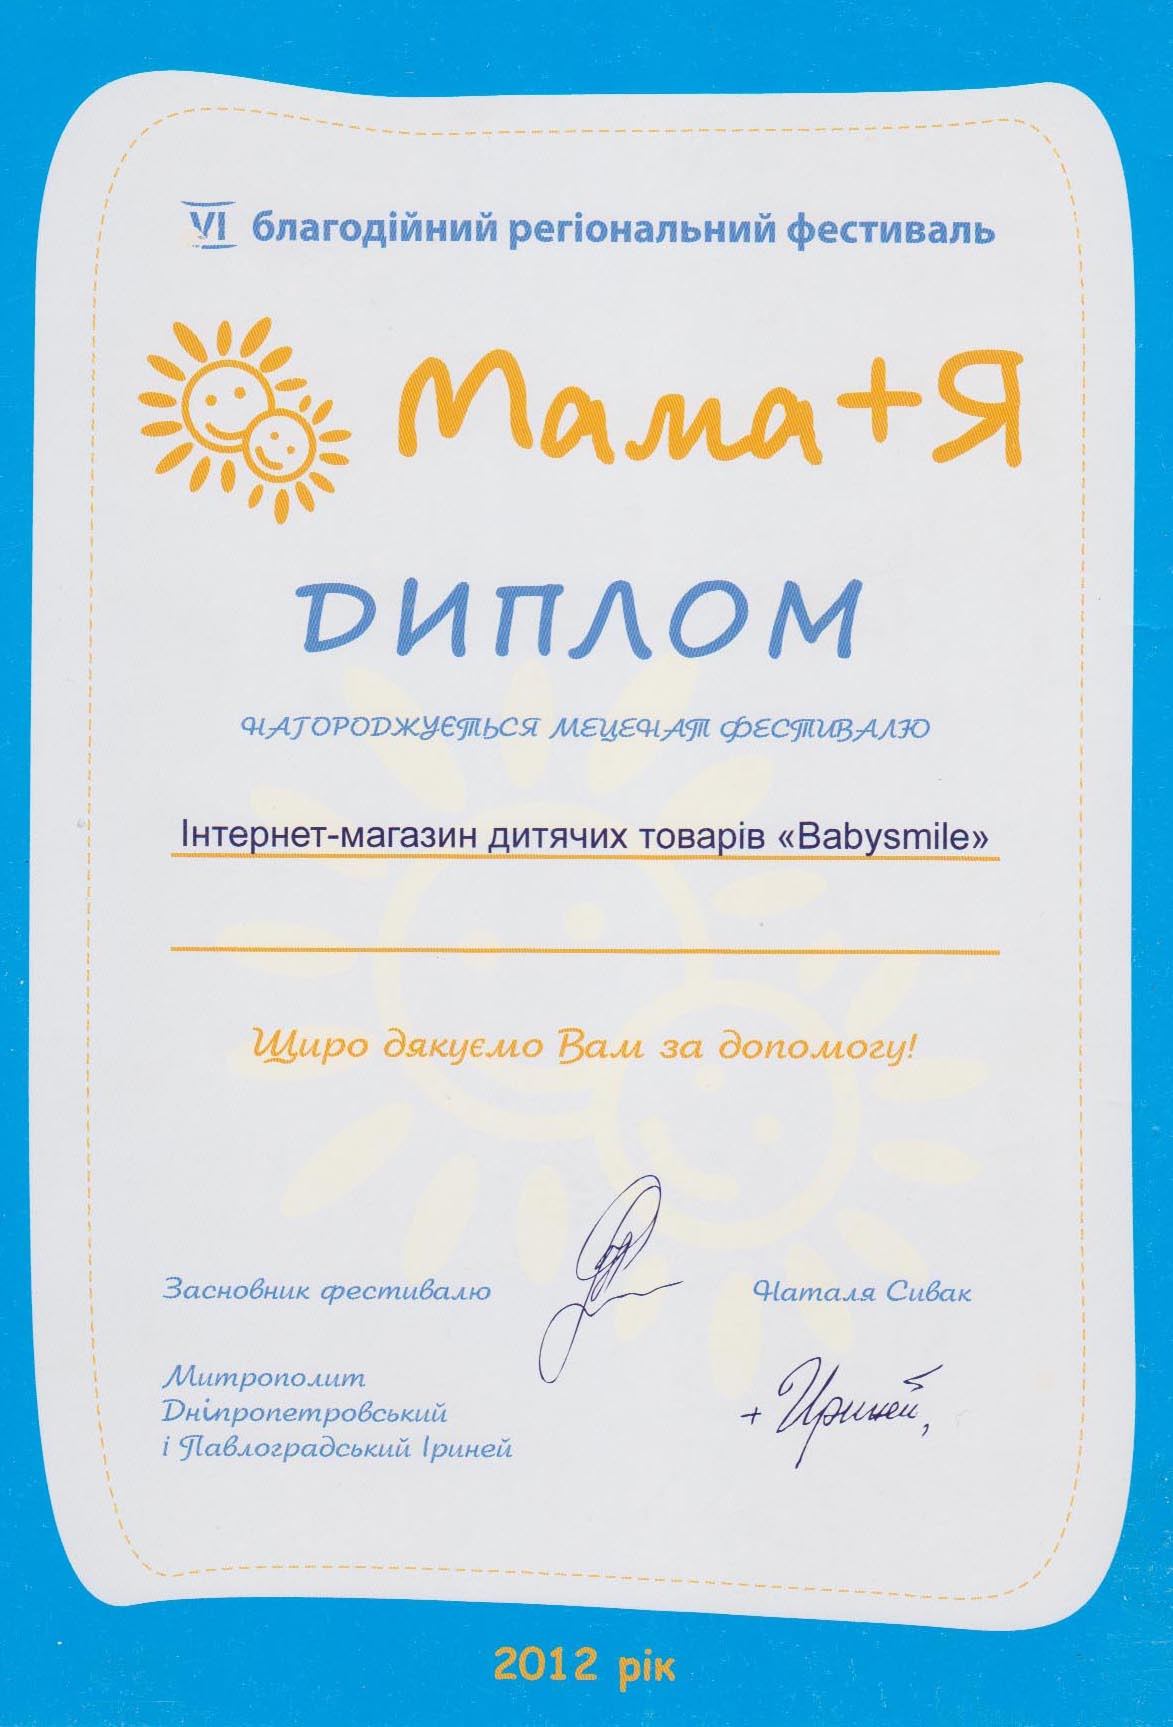 VI благодійний регіональний фестиваль
Мама+Я
ДИПЛОМ
НАГОРОДЖУЄТЬСЯ МЕЦЕНАТ ФЕСТИВАЛЮ
Інтернет-магазин дитячих товарів «Babysmile»
Щиро дякуємо Вам за допомогу!
Засновник фестивалю
Наталя Сивак
Митрополит
Дніпропетровський
і Павлоградський Іриней
+ Ириней,
2012 рік